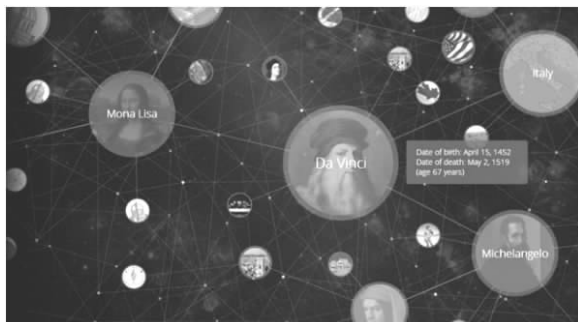 Italy
Mona Lisa
Da Vinci
Date of birth: April 15, 1452
Date of death: May 2, 1519
(age 67 years)
Michelangelo